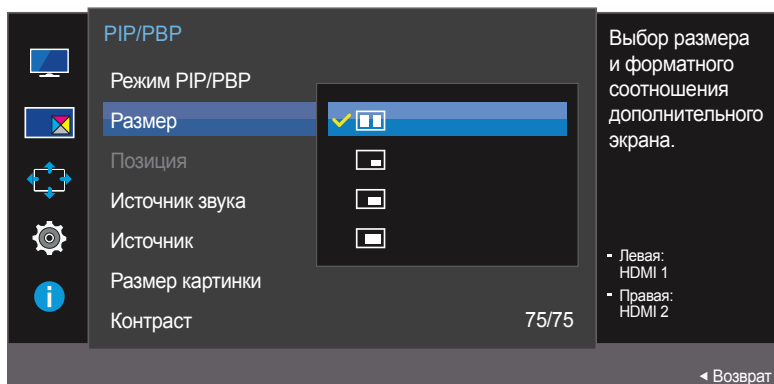 PIP/PBP
Режим PIP/PBP
Размер
Позиция
Источник звука
Источник
Размер картинки
Контраст 75/75
Выбор размера
и форматного
соотношения
дополнительного
экрана.
- Левая:
HDMI 1
- Правая:
HDMI 2
◄ Возврат